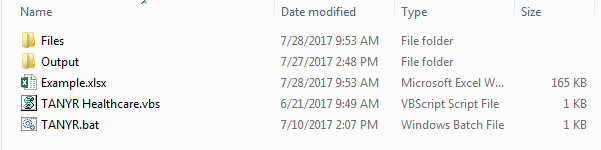 Name Date modified Type Size
Files 7/28/2017 9:53 AM File folder
Output 7/27/2017 2:48 PM File folder
Example.xlsx 7/28/2017 9:53 AM Microsoft Excel W... 165 KB
TANYR Healthcare.vbs 6/21/2017 9:49 AM VBScript Script File 1 KB
TANYR.bat 7/10/2017 2:07 PM Windows Batch File 1 KB